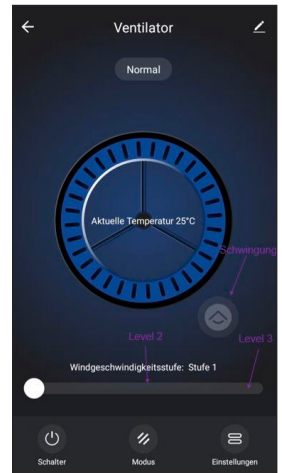 Ventilator
Normal
Aktuelle Temperatur 25°C
Schwingung
Level 2
Level 3
Windgeschwindigkeitsstufe: Stufe 1
Schalter
Modus
Einstellungen